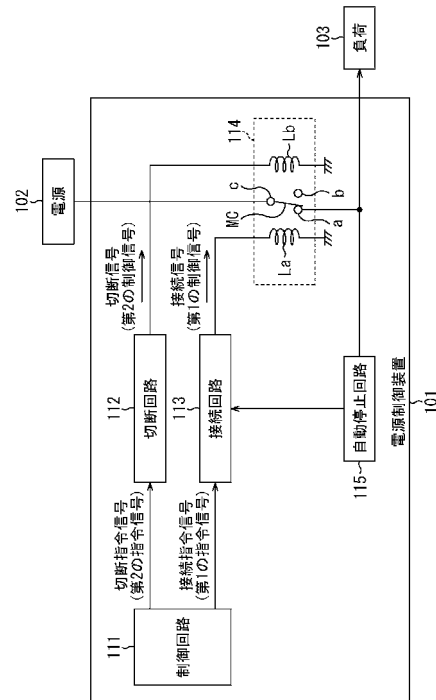 102
電源
103
負荷
切断信号
(第2の制御信号)
接続信号
(第1の制御信号)
114
Lb
c
MC
b
a
La
112
切断回路
113
接続回路
切断指令信号
(第2の指令信号)
接続指令信号
(第1の指令信号)
111
制御回路
自動停止回路
115
電源制御装置
101